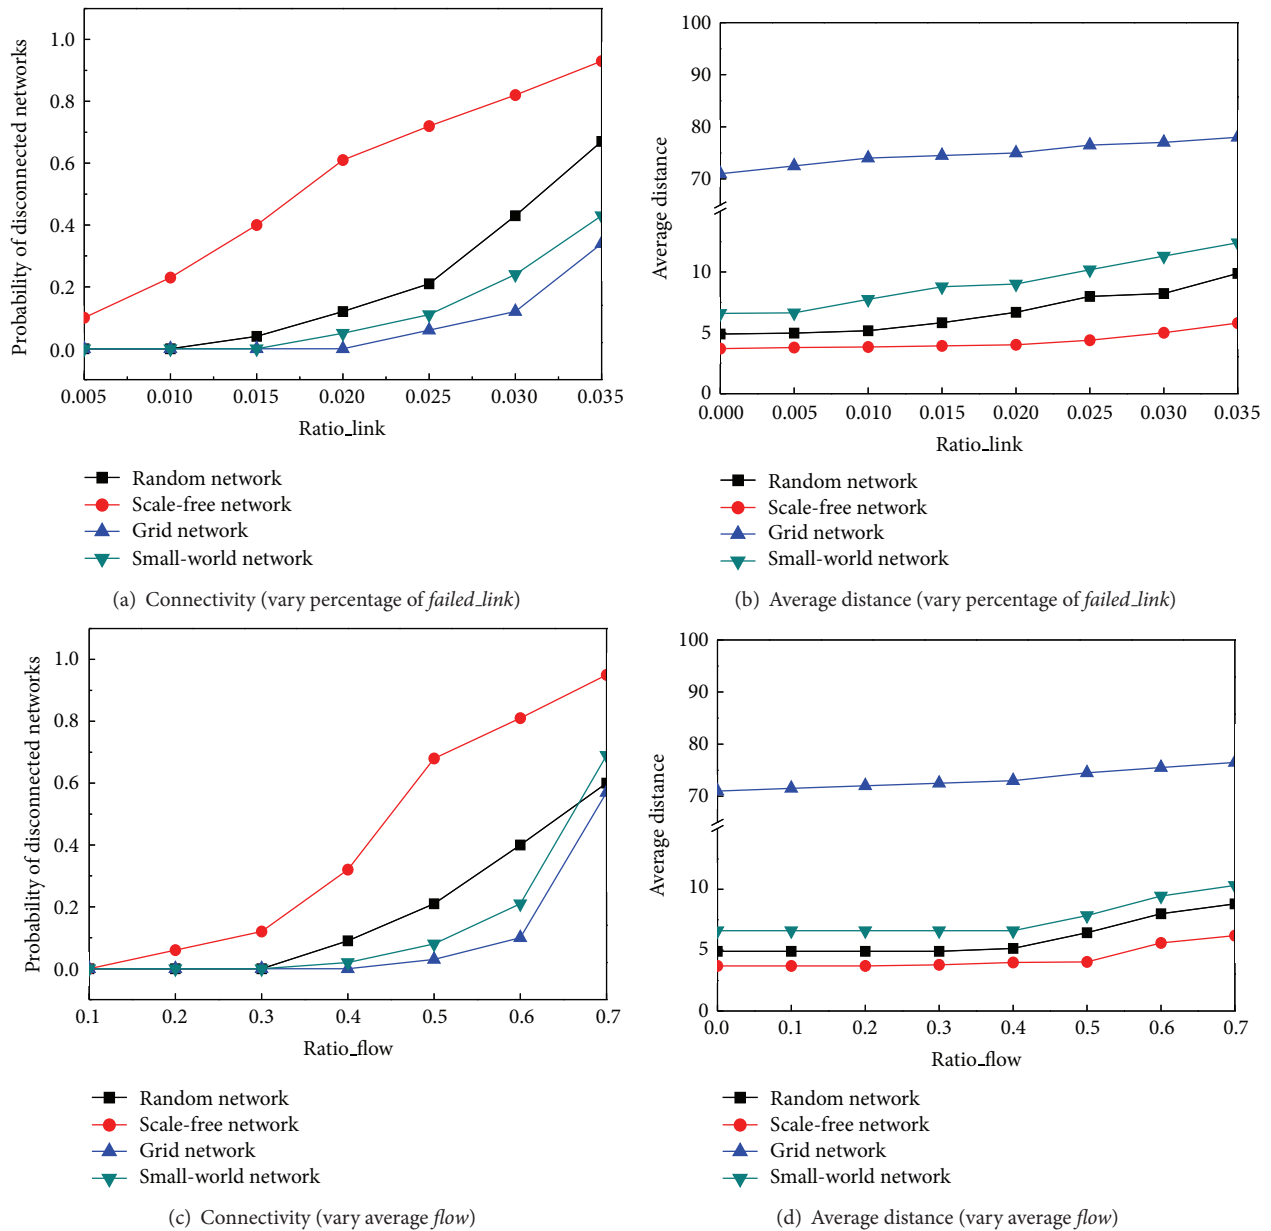 Probability of disconnected networks
1.0
0.8
0.6
0.4
0.2
0.0
0.005 0.010 0.015 0.020 0.025 0.030 0.035
Ratio_link
Random network
Scale-free network
Grid network
Small-world network
(a) Connectivity (vary percentage of failed_link)
Average distance
100
90
80
70
10
5
0
0.000 0.005 0.010 0.015 0.020 0.025 0.030 0.035
Ratio_link
Random network
Scale-free network
Grid network
Small-world network
(b) Average distance (vary percentage of failed_link)
Probability of disconnected networks
1.0
0.8
0.6
0.4
0.2
0.0
0.1 0.2 0.3 0.4 0.5 0.6 0.7
Ratio_flow
Random network
Scale-free network
Grid network
Small-world network
(c) Connectivity (vary average flow)
Average distance
100
90
80
70
10
5
0
0.0 0.1 0.2 0.3 0.4 0.5 0.6 0.7
Ratio_flow
Random network
Scale-free network
Grid network
Small-world network
(d) Average distance (vary average flow)